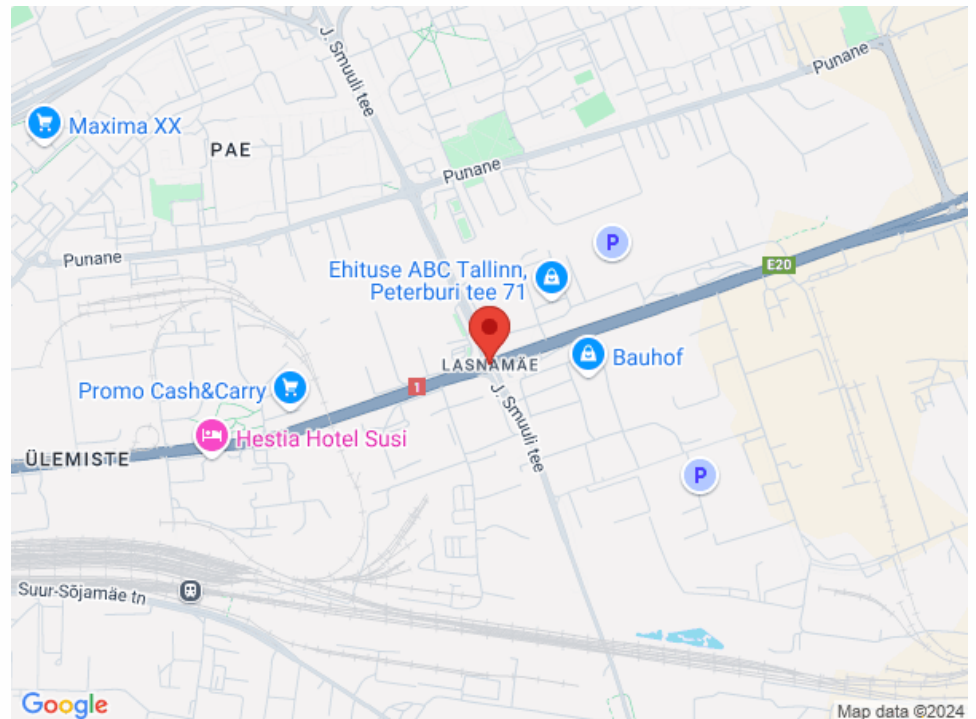 J. Smuuli tee
Punane
Maxima XX
PAE
Punane
Punane
P
Ehituse ABC Tallinn,
Peterburi tee 71
E20
LASNAMÄE
Bauhof
1
Promo Cash&Carry
J. Smuuli tee
Hestia Hotel Susi
ÜLEMISTE
P
Suur-Sõjamäe tn
Google
Map data ©2024